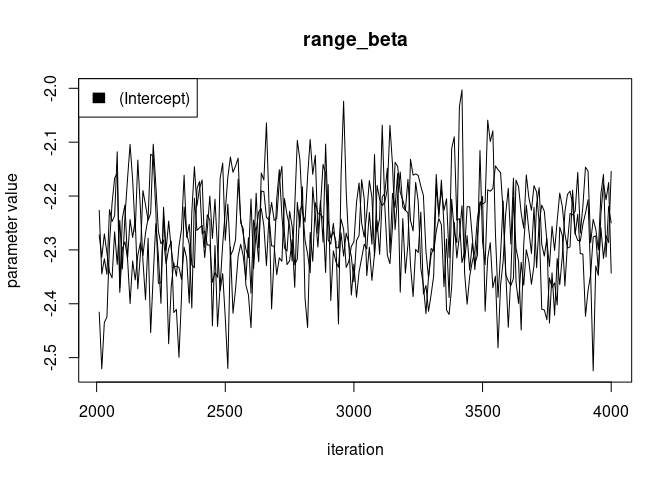 range_beta
(Intercept)
parameter value
-2.0
-2.1
-2.2
-2.3
-2.4
-2.5
2000 2500 3000 3500 4000
iteration